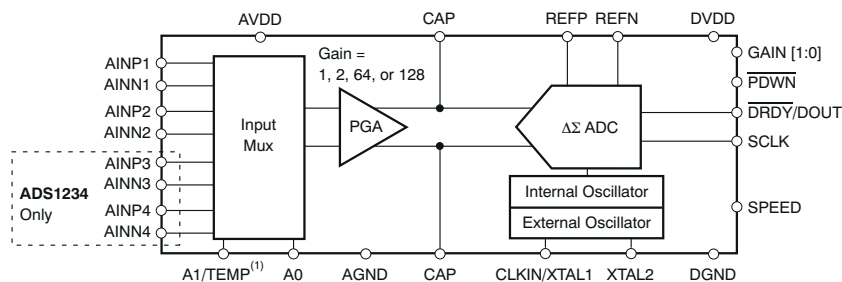 AVDD
CAP
REFP
REFN
DVDD
AINP1
AINN1
AINP2
AINN2
AINP3
AINN3
AINP4
AINN4
ADS1234
Only
Input
Mux
Gain =
1, 2, 64, or 128
PGA
ΔΣ ADC
Internal Oscillator
External Oscillator
GAIN [1:0]
PDWN
DRDY/DOUT
SCLK
SPEED
A1/TEMP(1)
A0
AGND
CAP
CLKIN/XTAL1
XTAL2
DGND